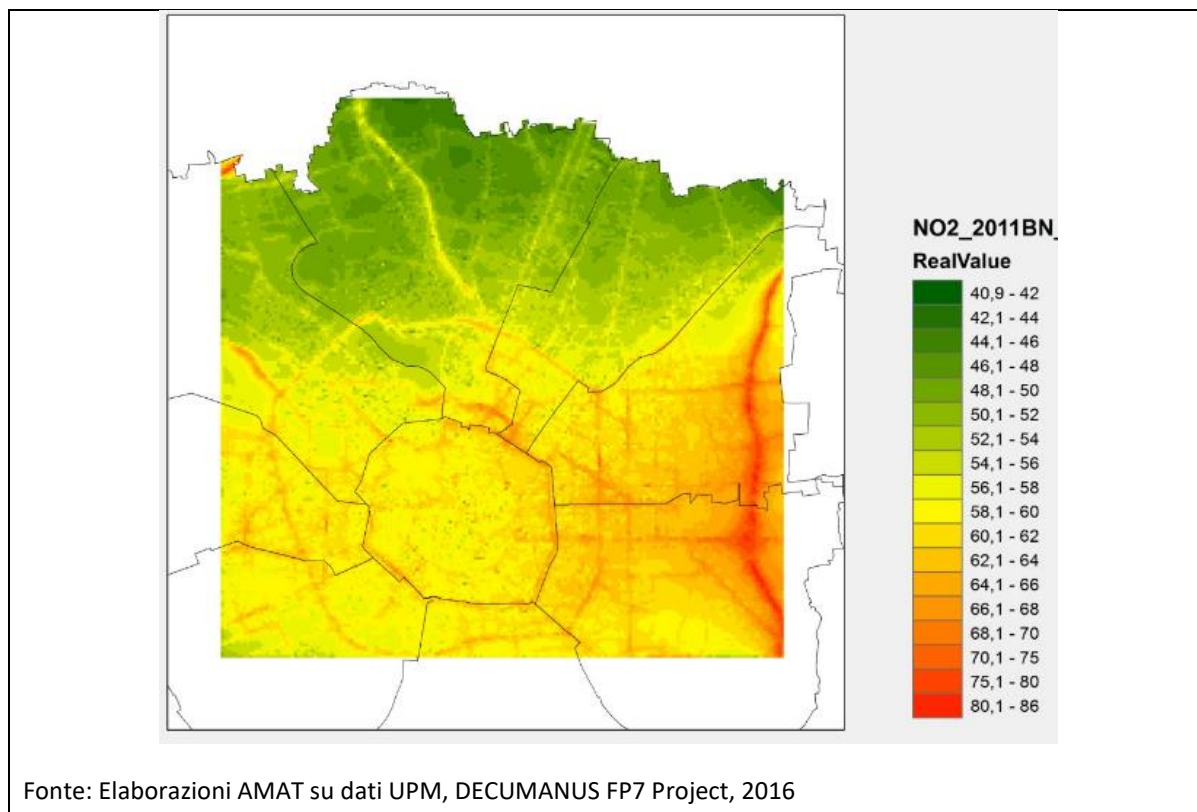 NO2_2011BN_
RealValue
40,9 - 42
42,1 - 44
44,1 - 46
46,1 - 48
48,1 - 50
50,1 - 52
52,1 - 54
54,1 - 56
56,1 - 58
58,1 - 60
60,1 - 62
62,1 - 64
64,1 - 66
66,1 - 68
68,1 - 70
70,1 - 75
75,1 - 80
80,1 - 86
Fonte: Elaborazioni AMAT su dati UPM, DECUMANUS FP7 Project, 2016